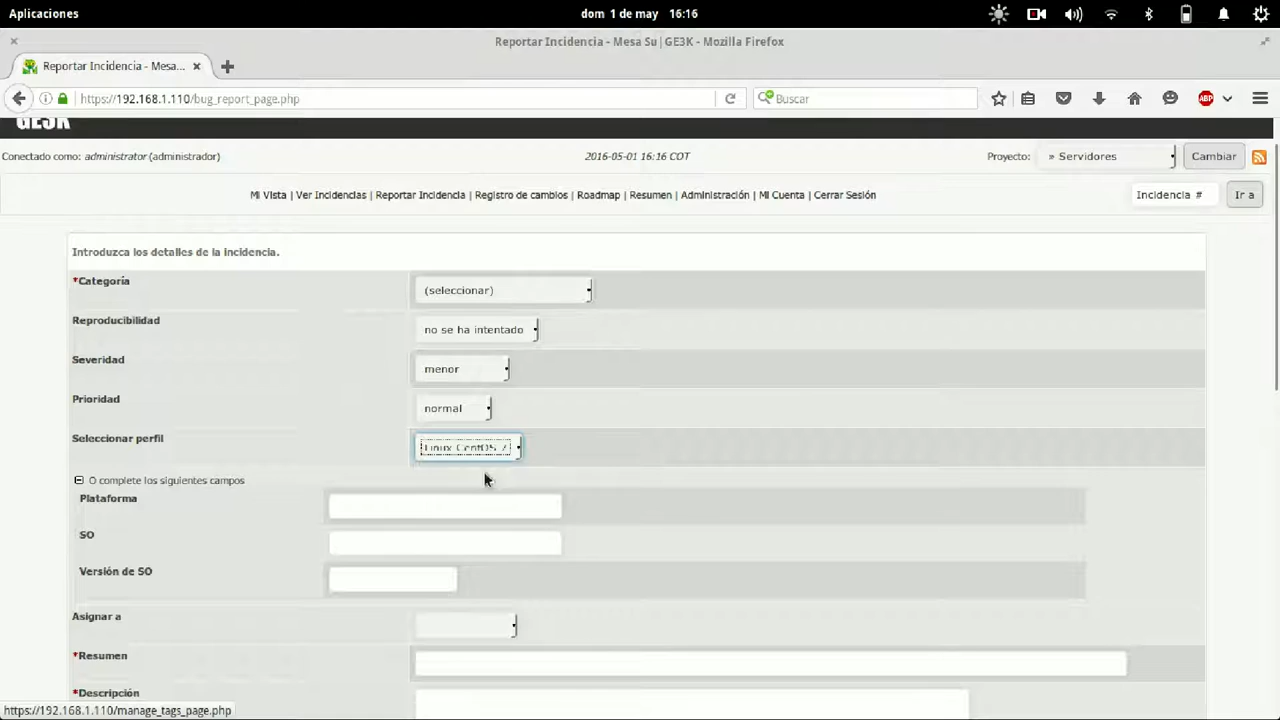 Aplicaciones
dom 1 de may 16:16
Reportar Incidencia - Mesa Su|GE3K - Mozilla Firefox
Reportar Incidencia - Mesa...
https://192.168.1.110/bug_report_page.php
Buscar
ABP
GE3K
Conectado como: administrator (administrador)
2016-05-01 16:16 COT
Proyecto: » Servidores Cambiar
Mi Vista | Ver Incidencias | Reportar Incidencia | Registro de cambios | Roadmap | Resumen | Administración | Mi Cuenta | Cerrar Sesión
Incidencia # Ir a
Introduzca los detalles de la incidencia.
*Categoría (seleccionar)
Reproducibilidad no se ha intentado
Severidad menor
Prioridad normal
Seleccionar perfil Linux CentOS 7
O complete los siguientes campos
Plataforma
SO
Versión de SO
Asignar a
*Resumen
*Descripción
https://192.168.1.110/manage_tags_page.php